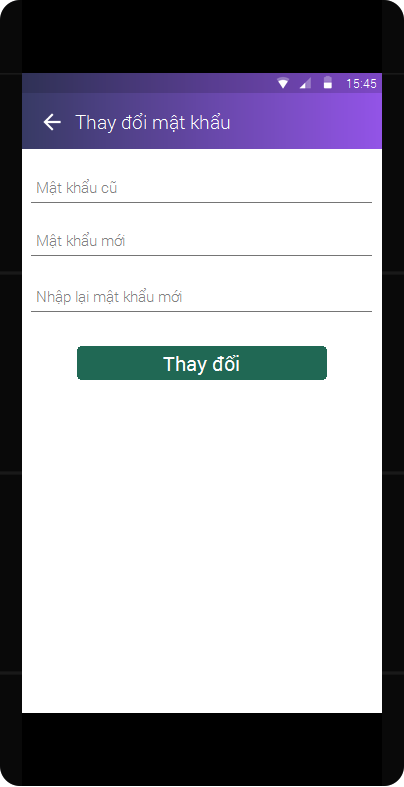 15:45
Thay đổi mật khẩu
Mật khẩu cũ
Mật khẩu mới
Nhập lại mật khẩu mới
Thay đổi